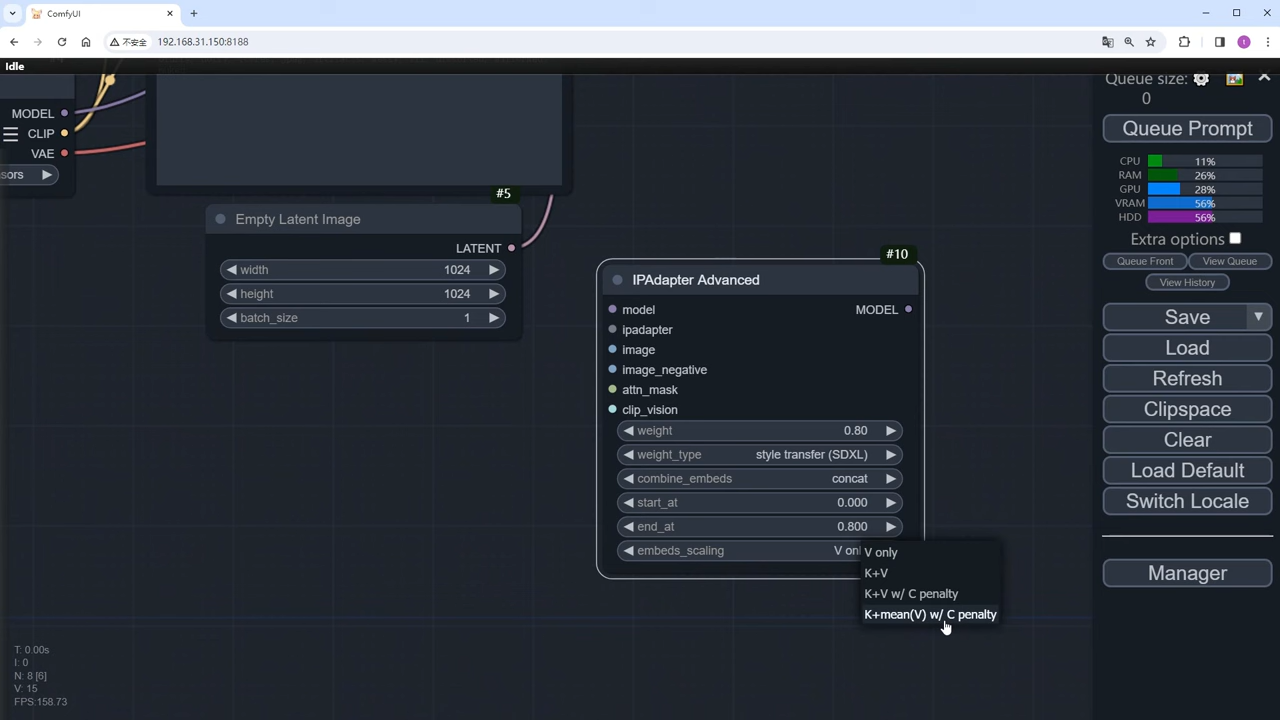 ComfyUI
不安全
192.168.31.150:8188
Idle
MODEL
CLIP
VAE
sors
#5
Empty Latent Image
LATENT
width 1024
height 1024
batch_size 1
#10
IPAdapter Advanced
model MODEL
ipadapter
image
image_negative
attn_mask
clip_vision
weight 0.80
weight_type style transfer (SDXL)
combine_embeds concat
start_at 0.000
end_at 0.800
embeds_scaling V onl
V only
K+V
K+V w/ C penalty
K+mean(V) w/ C penalty
Queue size:
0
Queue Prompt
CPU 11%
RAM 26%
GPU 28%
VRAM 56%
HDD 56%
Extra options
Queue Front View Queue
View History
Save
Load
Refresh
Clipspace
Clear
Load Default
Switch Locale
Manager
T: 0.00s
I: 0
N: 8 [6]
V: 15
FPS:158.73